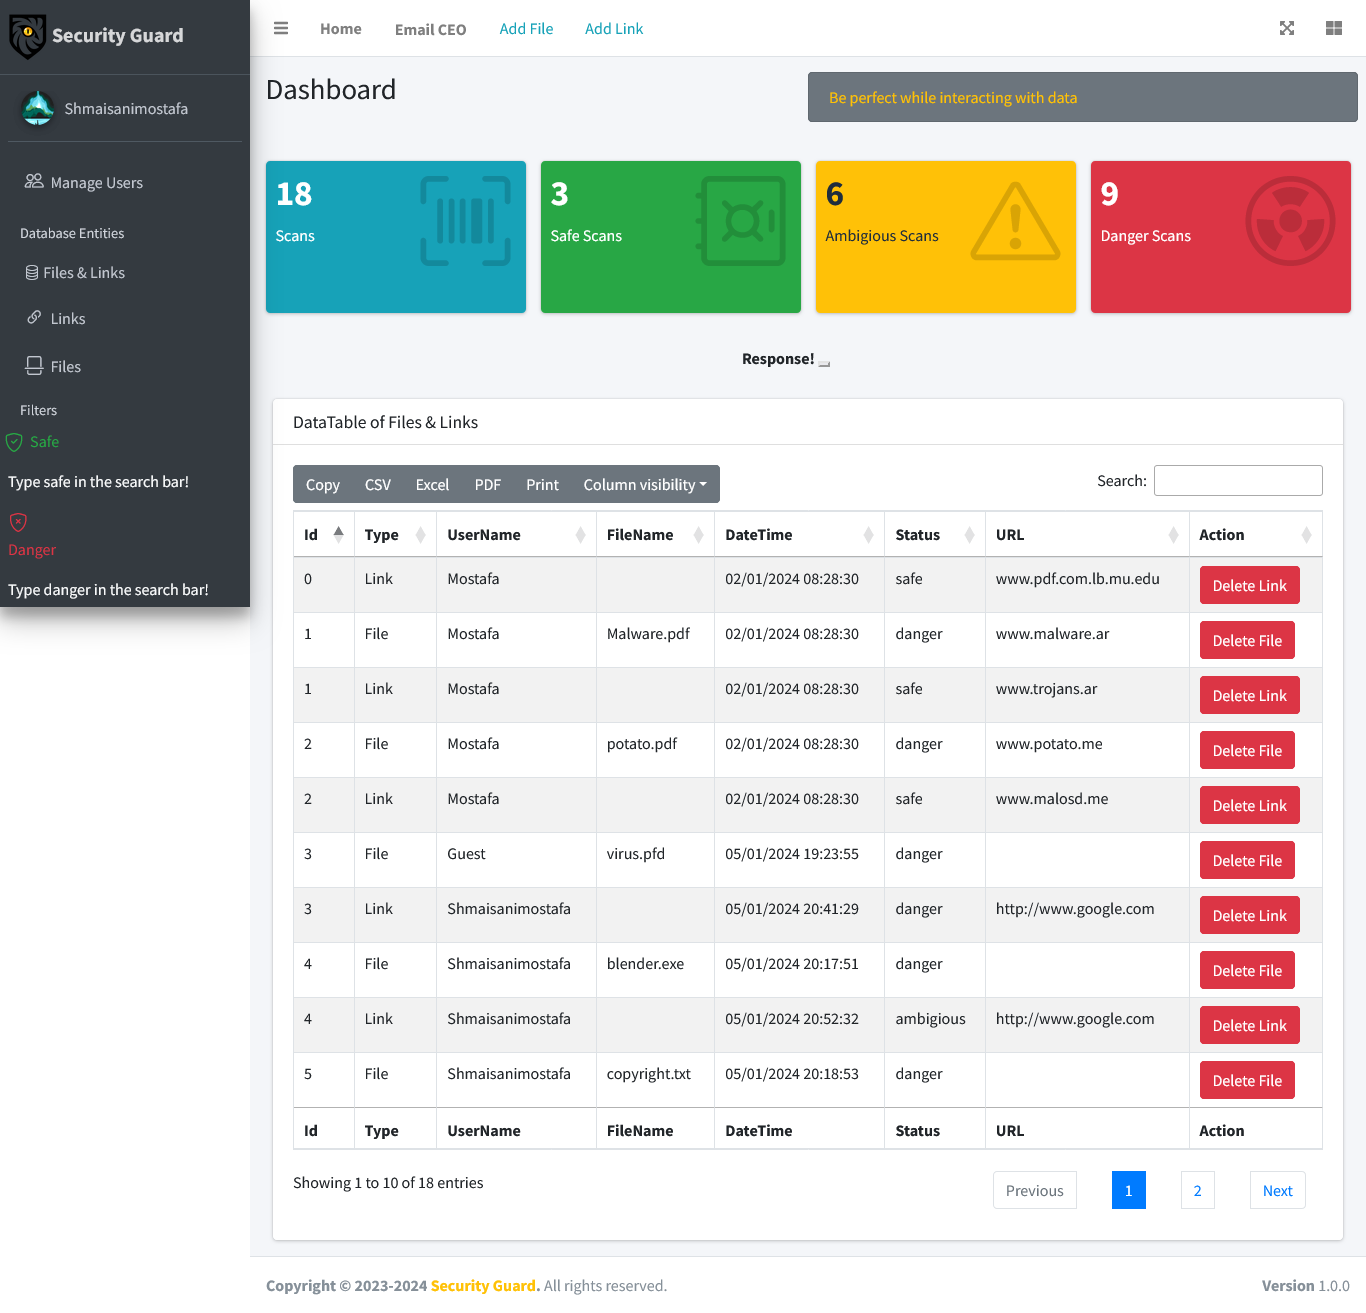 Security Guard
Shmaisanimostafa
Manage Users
Database Entities
Files & Links
Links
Files
Filters
Safe
Type safe in the search bar!
Danger
Type danger in the search bar!
Home Email CEO Add File Add Link
Dashboard
Be perfect while interacting with data
18
Scans
3
Safe Scans
6
Ambigious Scans
9
Danger Scans
Response!
DataTable of Files & Links
Copy CSV Excel PDF Print Column visibility
Search:
Id Type UserName FileName DateTime Status URL Action
0 Link Mostafa 02/01/2024 08:28:30 safe www.pdf.com.lb.mu.edu Delete Link
1 File Mostafa Malware.pdf 02/01/2024 08:28:30 danger www.malware.ar Delete File
1 Link Mostafa 02/01/2024 08:28:30 safe www.trojans.ar Delete Link
2 File Mostafa potato.pdf 02/01/2024 08:28:30 danger www.potato.me Delete File
2 Link Mostafa 02/01/2024 08:28:30 safe www.malosd.me Delete Link
3 File Guest virus.pfd 05/01/2024 19:23:55 danger Delete File
3 Link Shmaisanimostafa 05/01/2024 20:41:29 danger http://www.google.com Delete Link
4 File Shmaisanimostafa blender.exe 05/01/2024 20:17:51 danger Delete File
4 Link Shmaisanimostafa 05/01/2024 20:52:32 ambigious http://www.google.com Delete Link
5 File Shmaisanimostafa copyright.txt 05/01/2024 20:18:53 danger Delete File
Id Type UserName FileName DateTime Status URL Action
Showing 1 to 10 of 18 entries
Previous 1 2 Next
Copyright © 2023-2024 Security Guard. All rights reserved.
Version 1.0.0